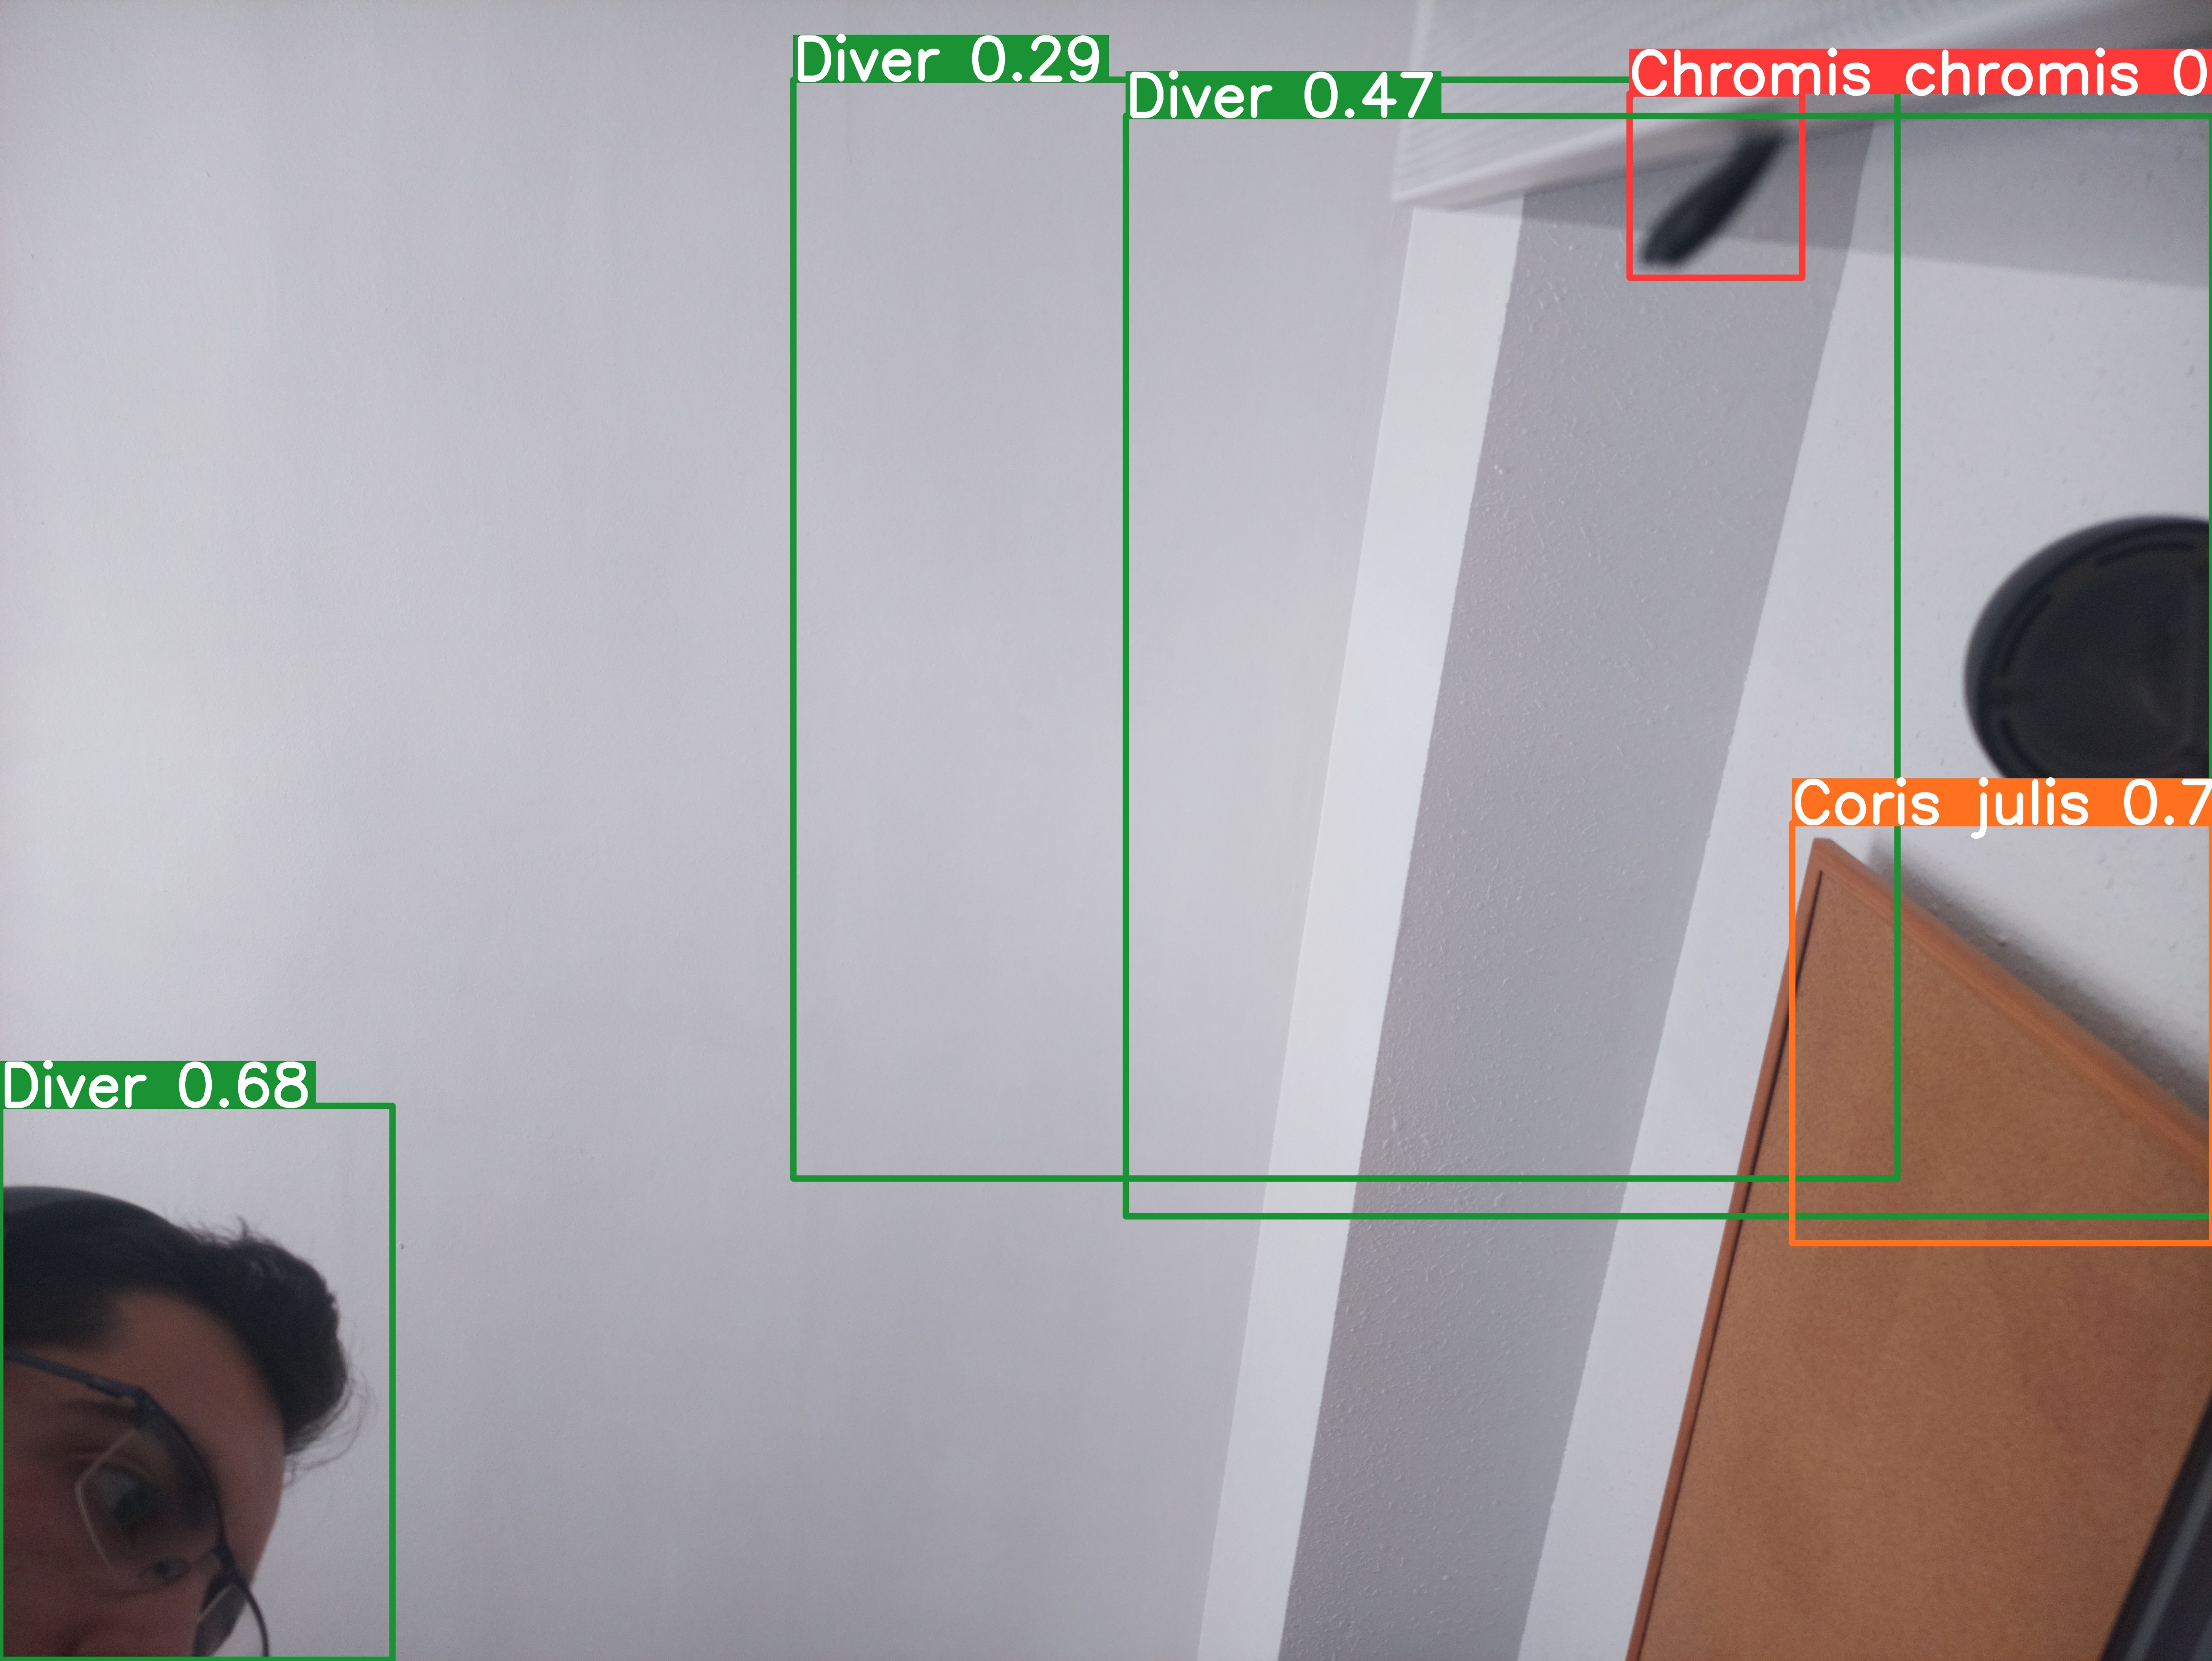 Diver 0.29
Diver 0.47
Chromis chromis 0
Coris julis 0.7
Diver 0.68